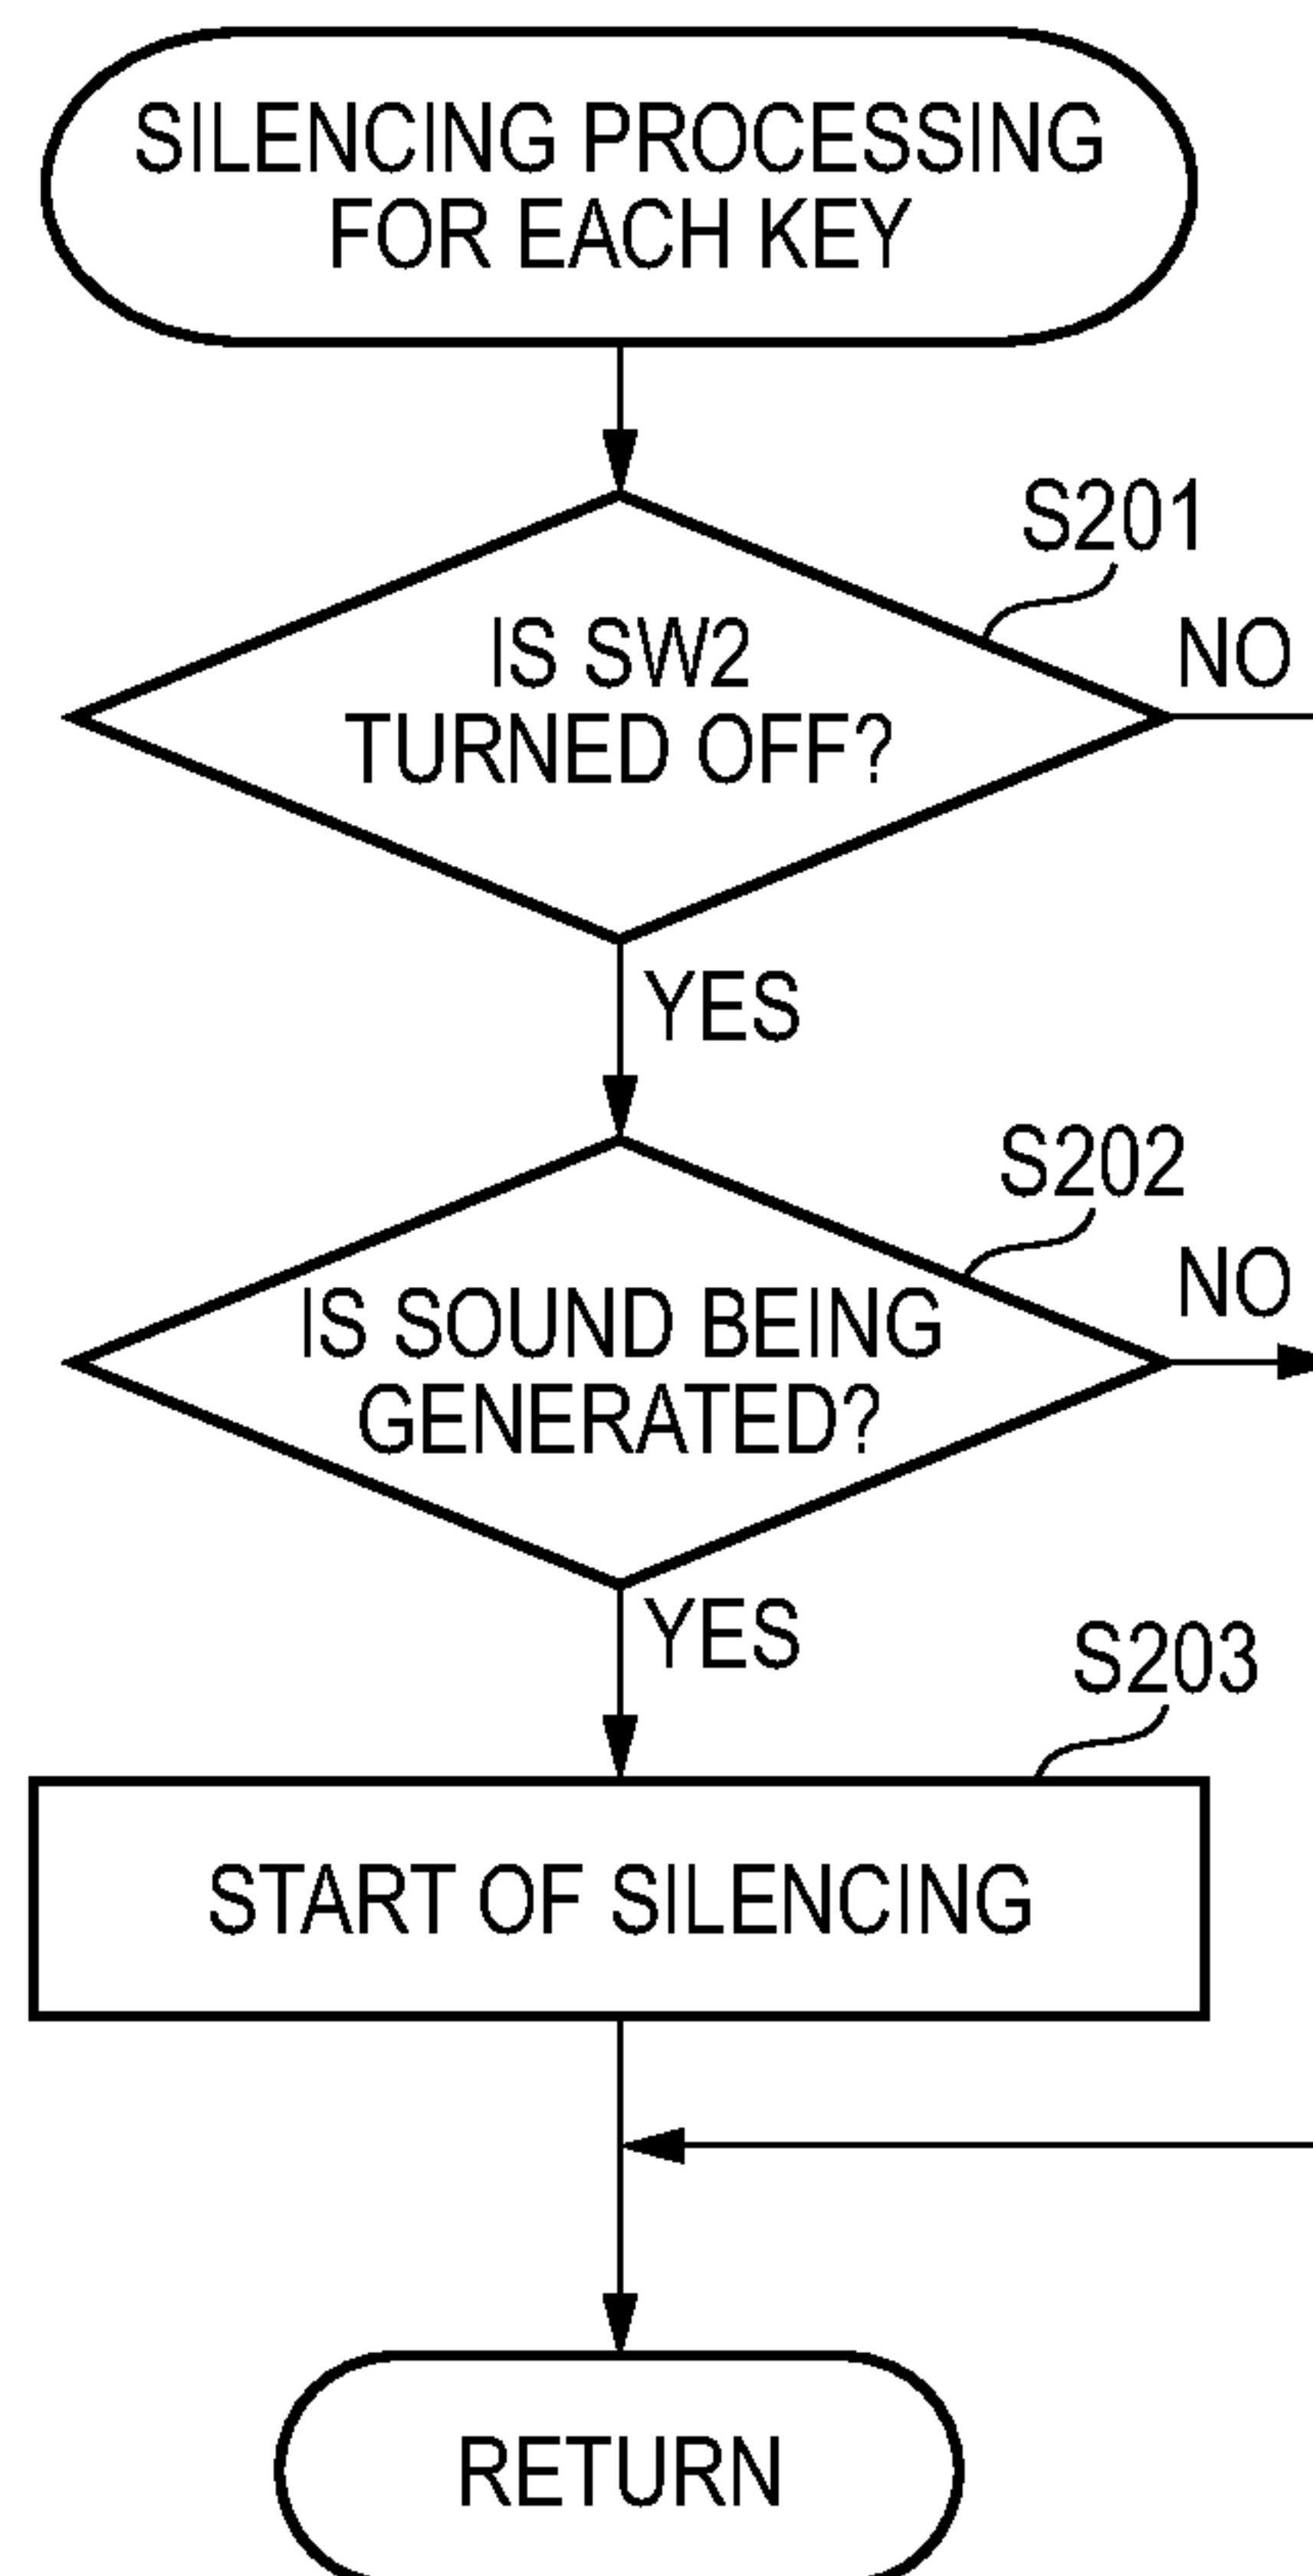 SILENCING PROCESSING
FOR EACH KEY
S201
IS SW2
TURNED OFF?
NO
YES
S202
IS SOUND BEING
GENERATED?
NO
YES
S203
START OF SILENCING
RETURN